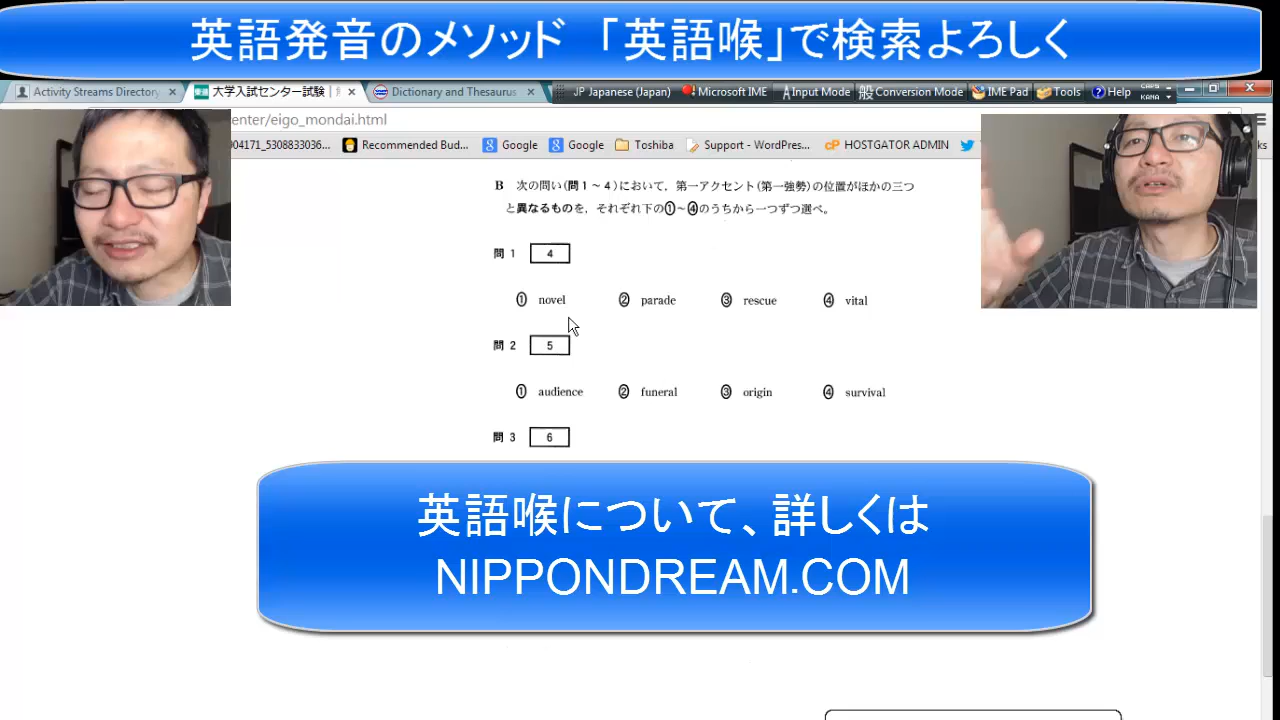 英語発音のメソッド 「英語喉」で検索よろしく
Activity Streams Directory
大学入試センター試験
Dictionary and Thesaurus
JP Japanese (Japan)
Microsoft IME
Input Mode
Conversion Mode
IME Pad
Tools
Help
CAPS
KANA
enter/eigo_mondai.html
04171_5308833036...
Recommended Bud...
Google
Google
Toshiba
Support - WordPres...
cP HOSTGATOR ADMIN
B 次の問い(問1~4)において,第一アクセント(第一強勢)の位置がほかの三つ
と異なるものを,それぞれ下の①~④のうちから一つずつ選べ。
問1 4
① novel ② parade ③ rescue ④ vital
問2 5
① audience ② funeral ③ origin ④ survival
問3 6
英語喉について、詳しくは
NIPPONDREAM.COM